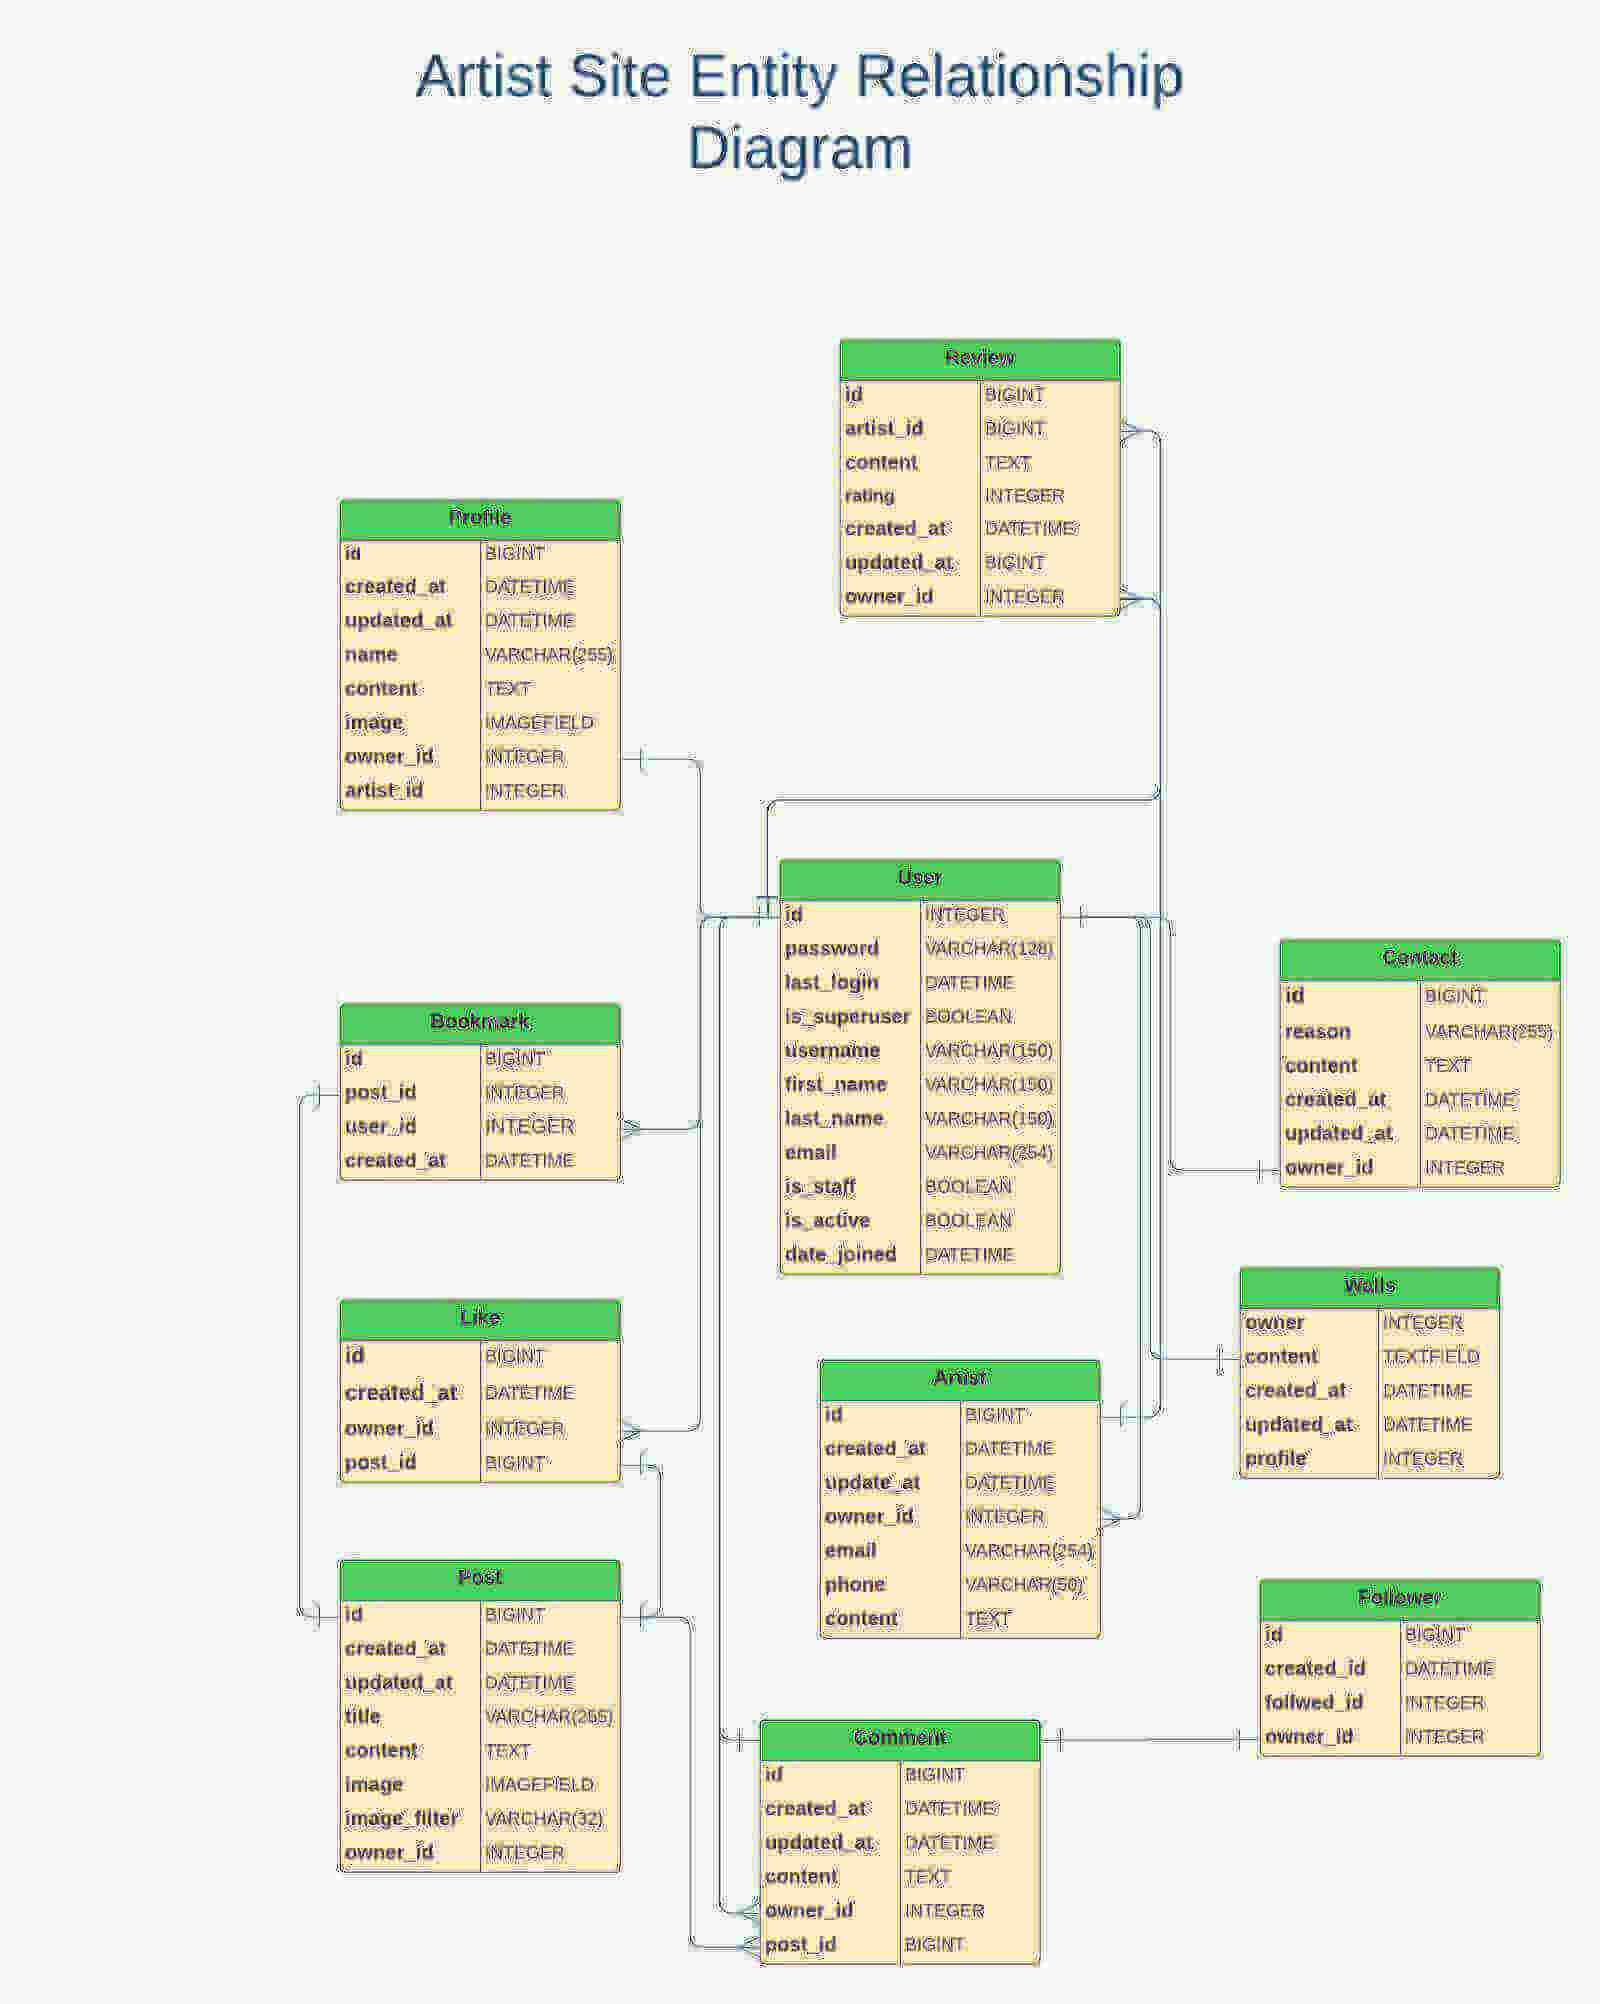 Artist Site Entity Relationship
Diagram
Review
id BIGINT
artist_id BIGINT
content TEXT
rating INTEGER
created_at DATETIME
updated_at BIGINT
owner_id INTEGER
Profile
id BIGINT
created_at DATETIME
updated_at DATETIME
name VARCHAR(255)
content TEXT
image IMAGEFIELD
owner_id INTEGER
artist_id INTEGER
User
id INTEGER
password VARCHAR(128)
last_login DATETIME
is_superuser BOOLEAN
username VARCHAR(150)
first_name VARCHAR(150)
last_name VARCHAR(150)
email VARCHAR(254)
is_staff BOOLEAN
is_active BOOLEAN
date_joined DATETIME
Contact
id BIGINT
reason VARCHAR(255)
content TEXT
created_at DATETIME
updated_at DATETIME
owner_id INTEGER
Bookmark
id BIGINT
post_id INTEGER
user_id INTEGER
created_at DATETIME
Walls
owner INTEGER
content TEXTFIELD
created_at DATETIME
updated_at DATETIME
profile INTEGER
Like
id BIGINT
created_at DATETIME
owner_id INTEGER
post_id BIGINT
Artist
id BIGINT
created_at DATETIME
update_at DATETIME
owner_id INTEGER
email VARCHAR(254)
phone VARCHAR(50)
content TEXT
Post
id BIGINT
created_at DATETIME
updated_at DATETIME
title VARCHAR(255)
content TEXT
image IMAGEFIELD
image_filter VARCHAR(32)
owner_id INTEGER
Follower
id BIGINT
created_id DATETIME
follwed_id INTEGER
owner_id INTEGER
Comment
id BIGINT
created_at DATETIME
updated_at DATETIME
content TEXT
owner_id INTEGER
post_id BIGINT